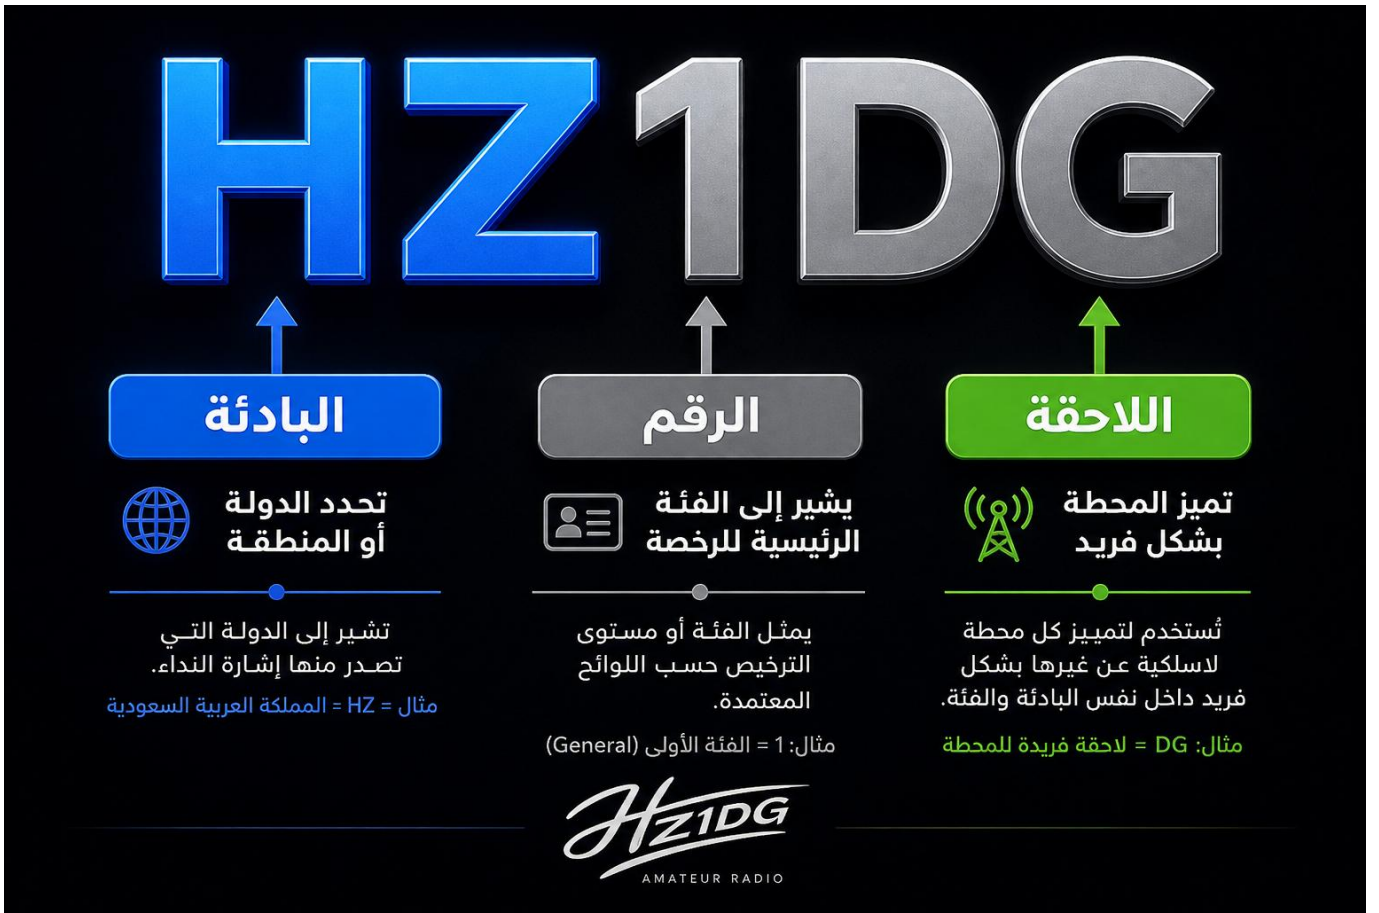 HZ1DG
البادئة
تحدد الدولة
أو المنطقة
تشير إلى الدولة التي
تصدر منها إشارة النداء.
مثال = HZ = المملكة العربية السعودية
الرقم
يشير إلى الفئة
الرئيسية للرخصة
يمثل الفئة أو مستوى
الترخيص حسب اللوائح
المعتمدة.
مثال: 1 = الفئة الأولى (General)
اللاحقة
تميز المحطة
بشكل فريد
تُستخدم لتمييز كل محطة
لاسلكية عن غيرها بشكل
فريد داخل نفس البادئة والفئة.
مثال: DG = لاحقة فريدة للمحطة
HZ1DG
AMATEUR RADIO